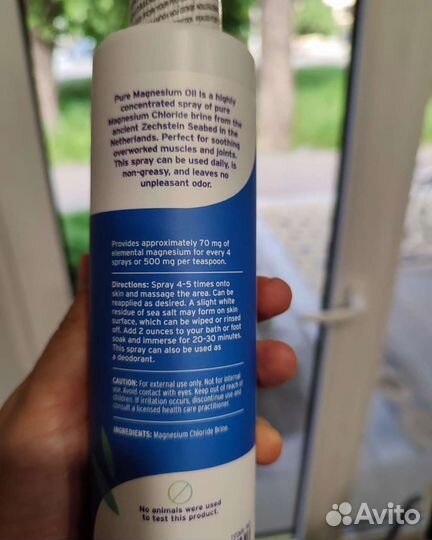 Pure Magnesium Oil is a highly
concentrated spray of pure
Magnesium Chloride brine from the
ancient Zechstein Seabed in the
Netherlands. Perfect for soothing
overworked muscles and joints.
This spray can be used daily, is
non-greasy, and leaves no
unpleasant odor.
Provides approximately 70 mg of
elemental magnesium for every 4
sprays or 500 mg per teaspoon.
Directions: Spray 4-5 times onto
skin and massage the area. Can be
reapplied as desired. A slight white
residue of sea salt may form on skin
surface, which can be wiped or rinsed
off. Add 2 ounces to your bath or foot
soak and immerse for 20-30 minutes.
This spray can also be used as
a deodorant.
CAUTION: For external use only. Not for internal
use. Avoid contact with eyes. Keep out of reach of
children. If irritation occurs, discontinue use and
consult a licensed health care practitioner.
INGREDIENTS: Magnesium Chloride Brine.
No animals were used
to test this product.
Avito